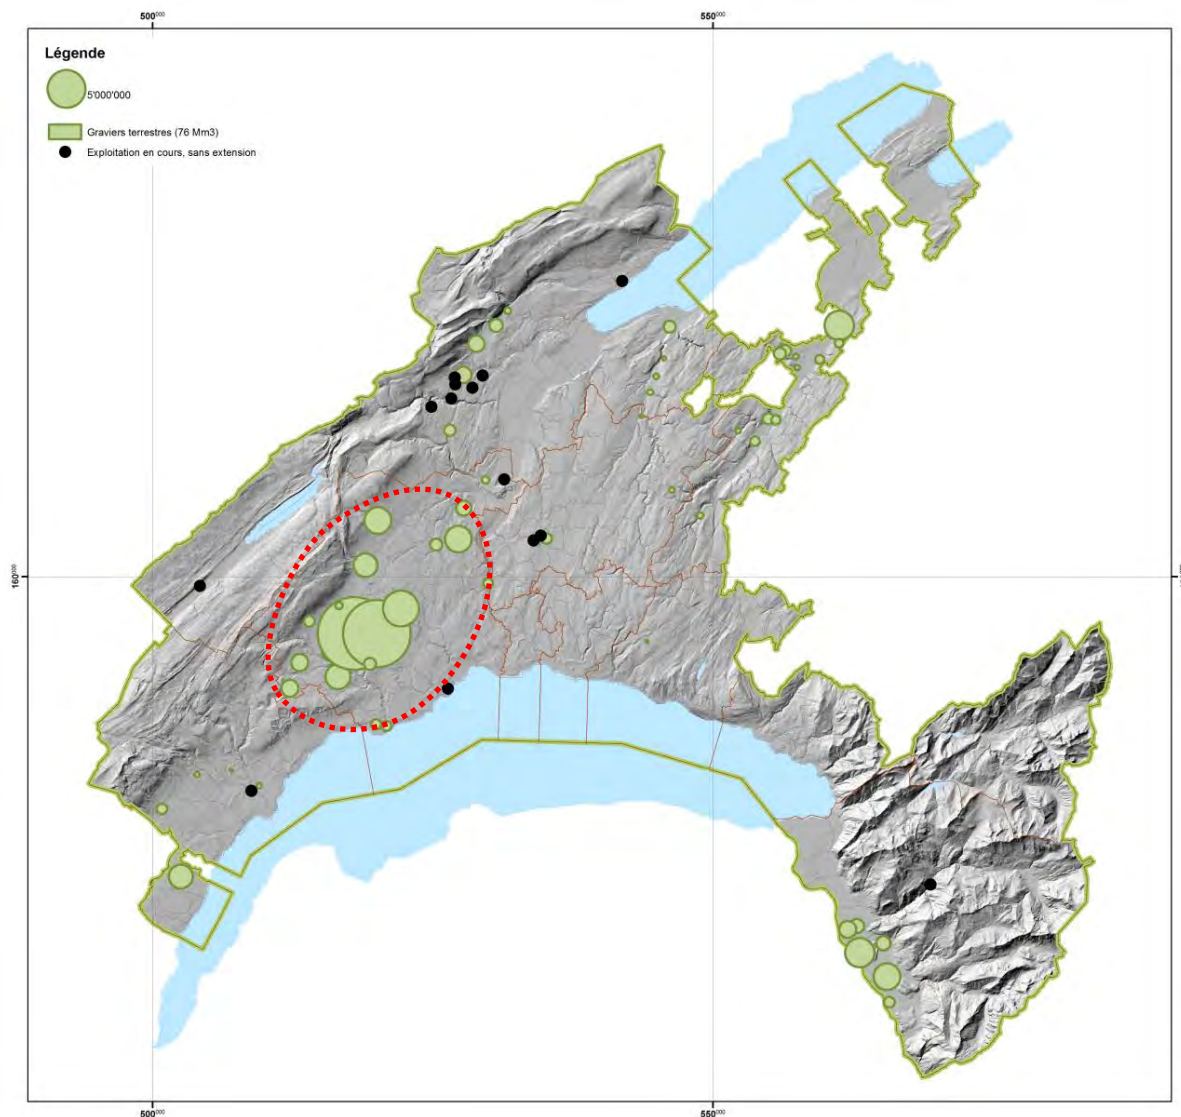 500000
550000
Légende
5'000'000
Graviers terrestres (76 Mm3)
Exploitation en cours, sans extension
160000
500000
550000